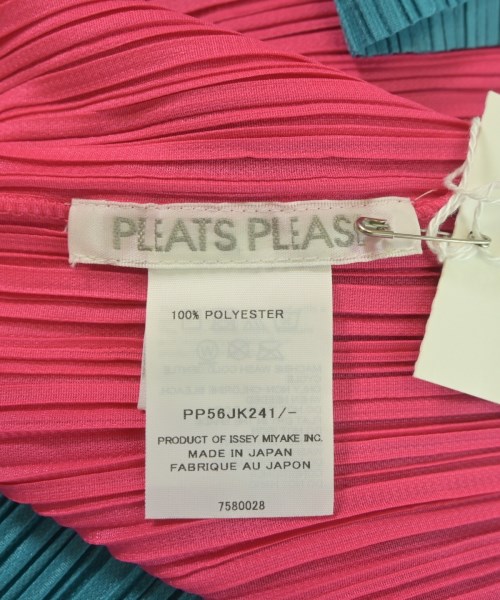 PLEATS PLEASE
100% POLYESTER
PP56JK241/-
PRODUCT OF ISSEY MIYAKE INC.
MADE IN JAPAN
FABRIQUE AU JAPON
7580028